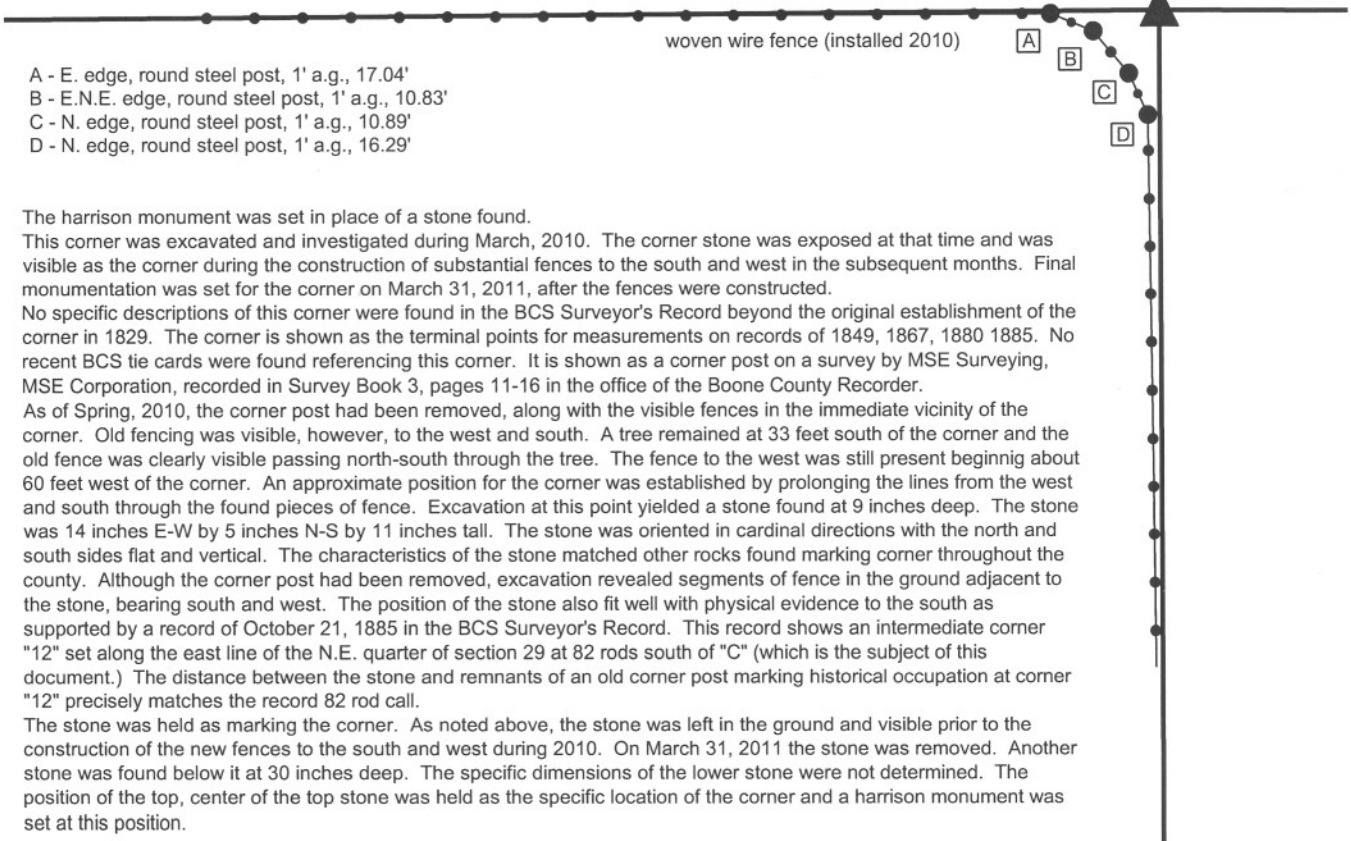 woven wire fence (installed 2010)
A
B
C
D
A - E. edge, round steel post, 1' a.g., 17.04'
B - E.N.E. edge, round steel post, 1' a.g., 10.83'
C - N. edge, round steel post, 1' a.g., 10.89'
D - N. edge, round steel post, 1' a.g., 16.29'
The harrison monument was set in place of a stone found.
This corner was excavated and investigated during March, 2010. The corner stone was exposed at that time and was
visible as the corner during the construction of substantial fences to the south and west in the subsequent months. Final
monumentation was set for the corner on March 31, 2011, after the fences were constructed.
No specific descriptions of this corner were found in the BCS Surveyor's Record beyond the original establishment of the
corner in 1829. The corner is shown as the terminal points for measurements on records of 1849, 1867, 1880 1885. No
recent BCS tie cards were found referencing this corner. It is shown as a corner post on a survey by MSE Surveying,
MSE Corporation, recorded in Survey Book 3, pages 11-16 in the office of the Boone County Recorder.
As of Spring, 2010, the corner post had been removed, along with the visible fences in the immediate vicinity of the
corner. Old fencing was visible, however, to the west and south. A tree remained at 33 feet south of the corner and the
old fence was clearly visible passing north-south through the tree. The fence to the west was still present beginnig about
60 feet west of the corner. An approximate position for the corner was established by prolonging the lines from the west
and south through the found pieces of fence. Excavation at this point yielded a stone found at 9 inches deep. The stone
was 14 inches E-W by 5 inches N-S by 11 inches tall. The stone was oriented in cardinal directions with the north and
south sides flat and vertical. The characteristics of the stone matched other rocks found marking corner throughout the
county. Although the corner post had been removed, excavation revealed segments of fence in the ground adjacent to
the stone, bearing south and west. The position of the stone also fit well with physical evidence to the south as
supported by a record of October 21, 1885 in the BCS Surveyor's Record. This record shows an intermediate corner
"12" set along the east line of the N.E. quarter of section 29 at 82 rods south of "C" (which is the subject of this
document.) The distance between the stone and remnants of an old corner post marking historical occupation at corner
"12" precisely matches the record 82 rod call.
The stone was held as marking the corner. As noted above, the stone was left in the ground and visible prior to the
construction of the new fences to the south and west during 2010. On March 31, 2011 the stone was removed. Another
stone was found below it at 30 inches deep. The specific dimensions of the lower stone were not determined. The
position of the top, center of the top stone was held as the specific location of the corner and a harrison monument was
set at this position.